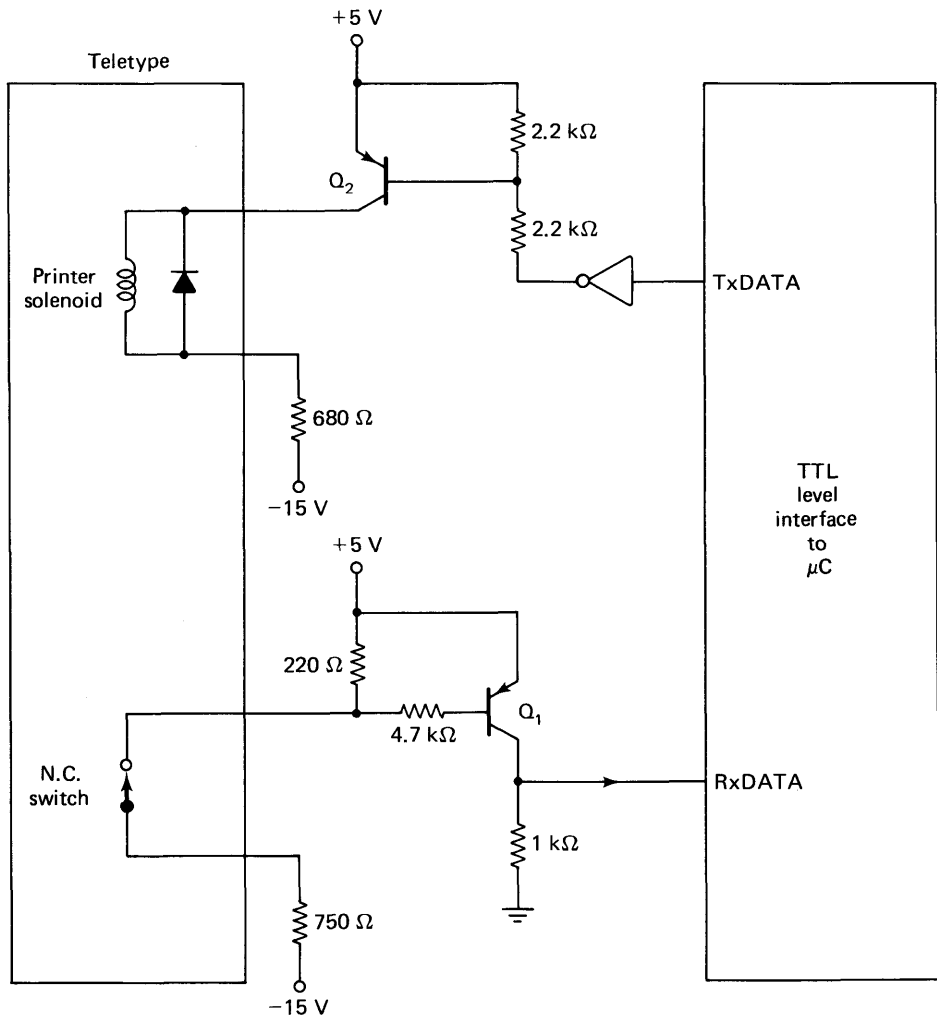 +5 V
Teletype
2.2 kΩ
Q2
2.2 kΩ
Printer
solenoid
TxDATA
680 Ω
−15 V
TTL
level
interface
to
μC
+5 V
220 Ω
Q1
4.7 kΩ
N.C.
switch
RxDATA
1 kΩ
750 Ω
−15 V